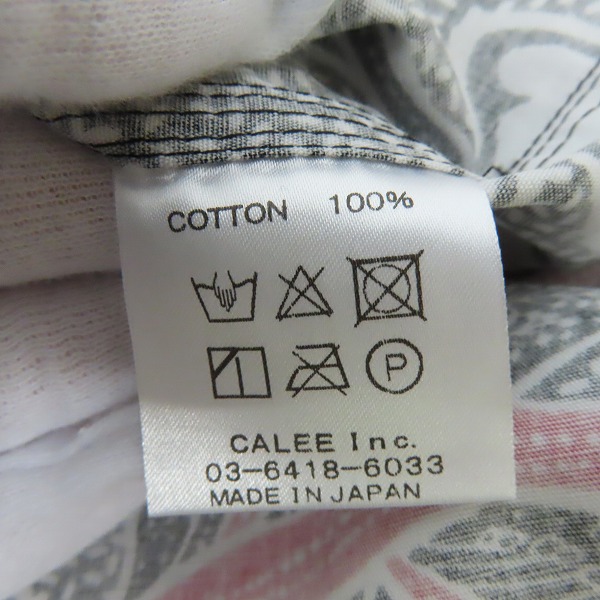 COTTON 100%
P
CALEE Inc.
03-6418-6033
MADE IN JAPAN